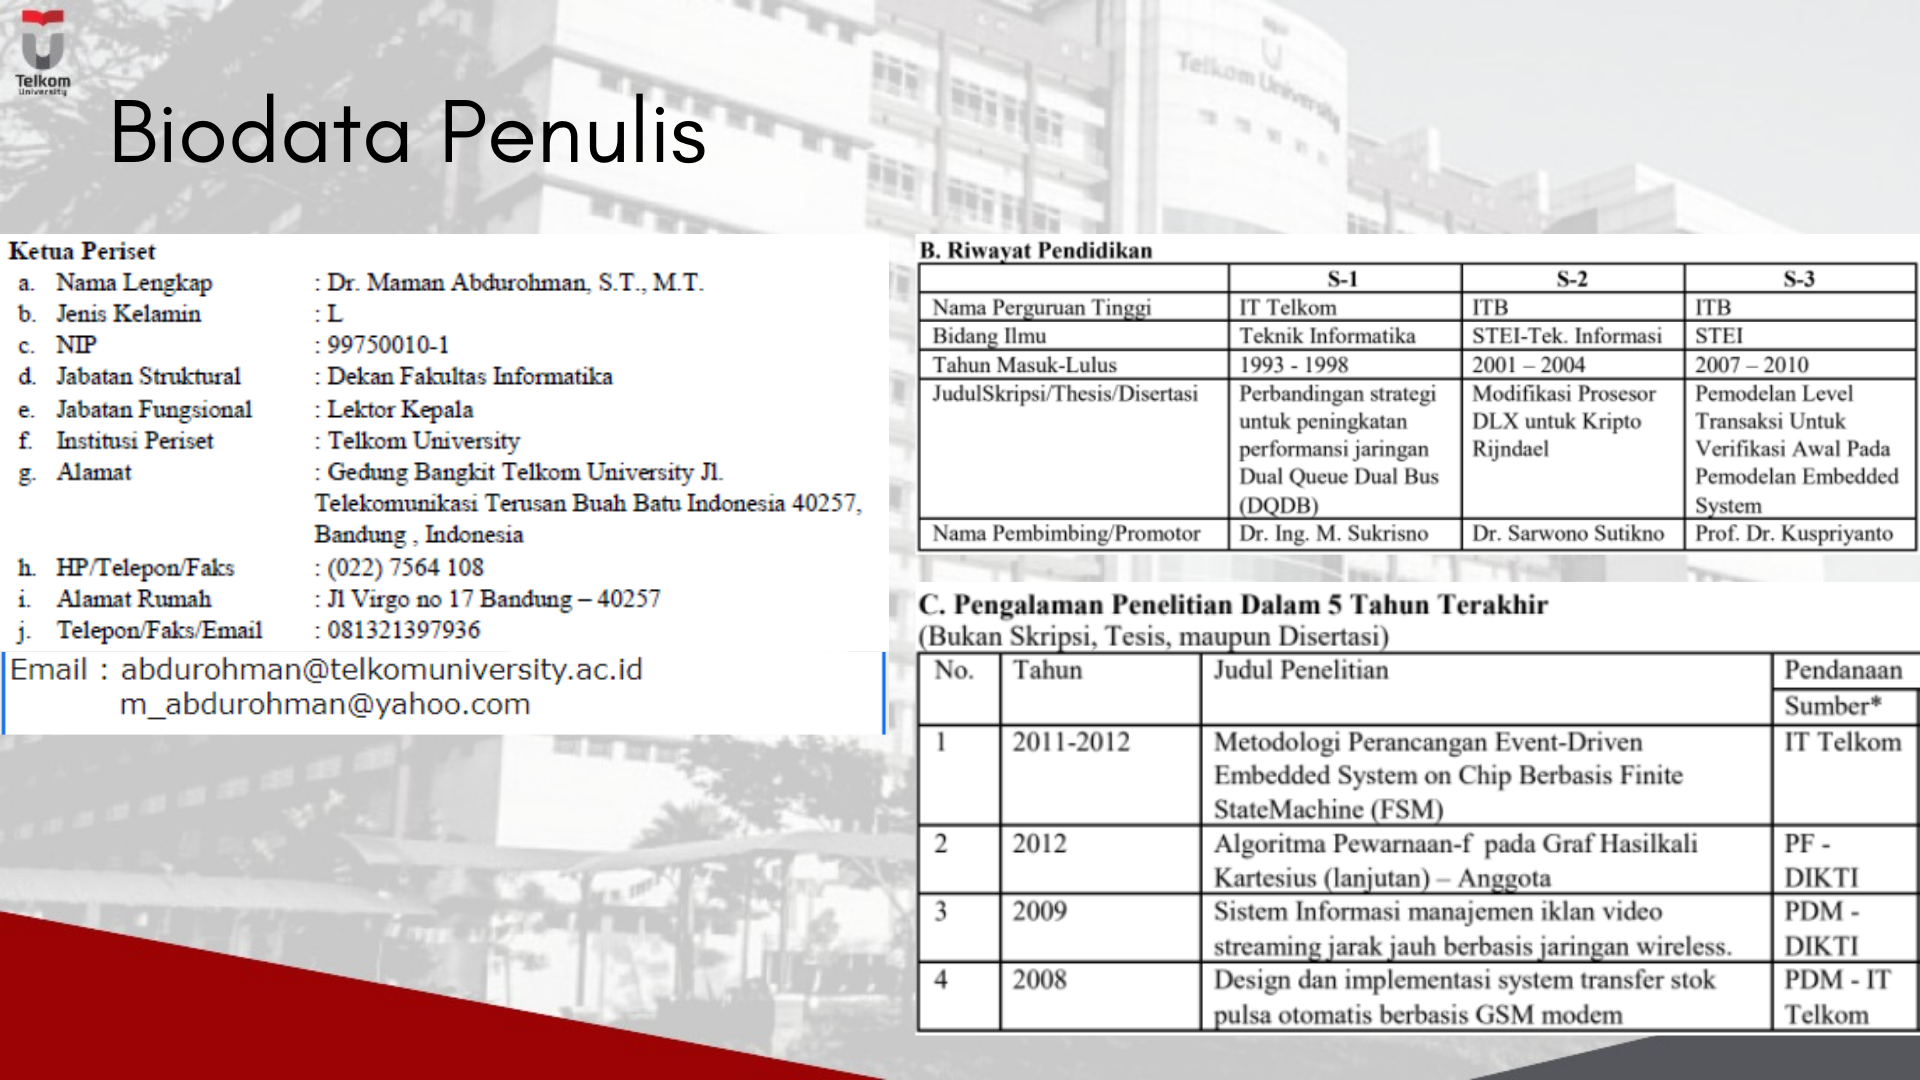 Telkom
University
Telkom University
Biodata Penulis
Ketua Periset
a. Nama Lengkap : Dr. Maman Abdurohman, S.T., M.T.
b. Jenis Kelamin : L
c. NIP : 99750010-1
d. Jabatan Struktural : Dekan Fakultas Informatika
e. Jabatan Fungsional : Lektor Kepala
f. Institusi Periset : Telkom University
g. Alamat : Gedung Bangkit Telkom University Jl.
Telekomunikasi Terusan Buah Batu Indonesia 40257,
Bandung , Indonesia
h. HP/Telepon/Faks : (022) 7564 108
i. Alamat Rumah : Jl Virgo no 17 Bandung – 40257
j. Telepon/Faks/Email : 081321397936
Email : abdurohman@telkomuniversity.ac.id
m_abdurohman@yahoo.com
B. Riwayat Pendidikan
S-1 S-2 S-3
Nama Perguruan Tinggi IT Telkom ITB ITB
Bidang Ilmu Teknik Informatika STEI-Tek. Informasi STEI
Tahun Masuk-Lulus 1993 - 1998 2001 – 2004 2007 – 2010
JudulSkripsi/Thesis/Disertasi Perbandingan strategi Modifikasi Prosesor Pemodelan Level
untuk peningkatan DLX untuk Kripto Transaksi Untuk
performansi jaringan Rijndael Verifikasi Awal Pada
Dual Queue Dual Bus Pemodelan Embedded
(DQDB) System
Nama Pembimbing/Promotor Dr. Ing. M. Sukrisno Dr. Sarwono Sutikno Prof. Dr. Kuspriyanto
C. Pengalaman Penelitian Dalam 5 Tahun Terakhir
(Bukan Skripsi, Tesis, maupun Disertasi)
No. Tahun Judul Penelitian Pendanaan
Sumber*
1 2011-2012 Metodologi Perancangan Event-Driven IT Telkom
Embedded System on Chip Berbasis Finite
StateMachine (FSM)
2 2012 Algoritma Pewarnaan-f pada Graf Hasilkali PF -
Kartesius (lanjutan) – Anggota DIKTI
3 2009 Sistem Informasi manajemen iklan video PDM -
streaming jarak jauh berbasis jaringan wireless. DIKTI
4 2008 Design dan implementasi system transfer stok PDM - IT
pulsa otomatis berbasis GSM modem Telkom